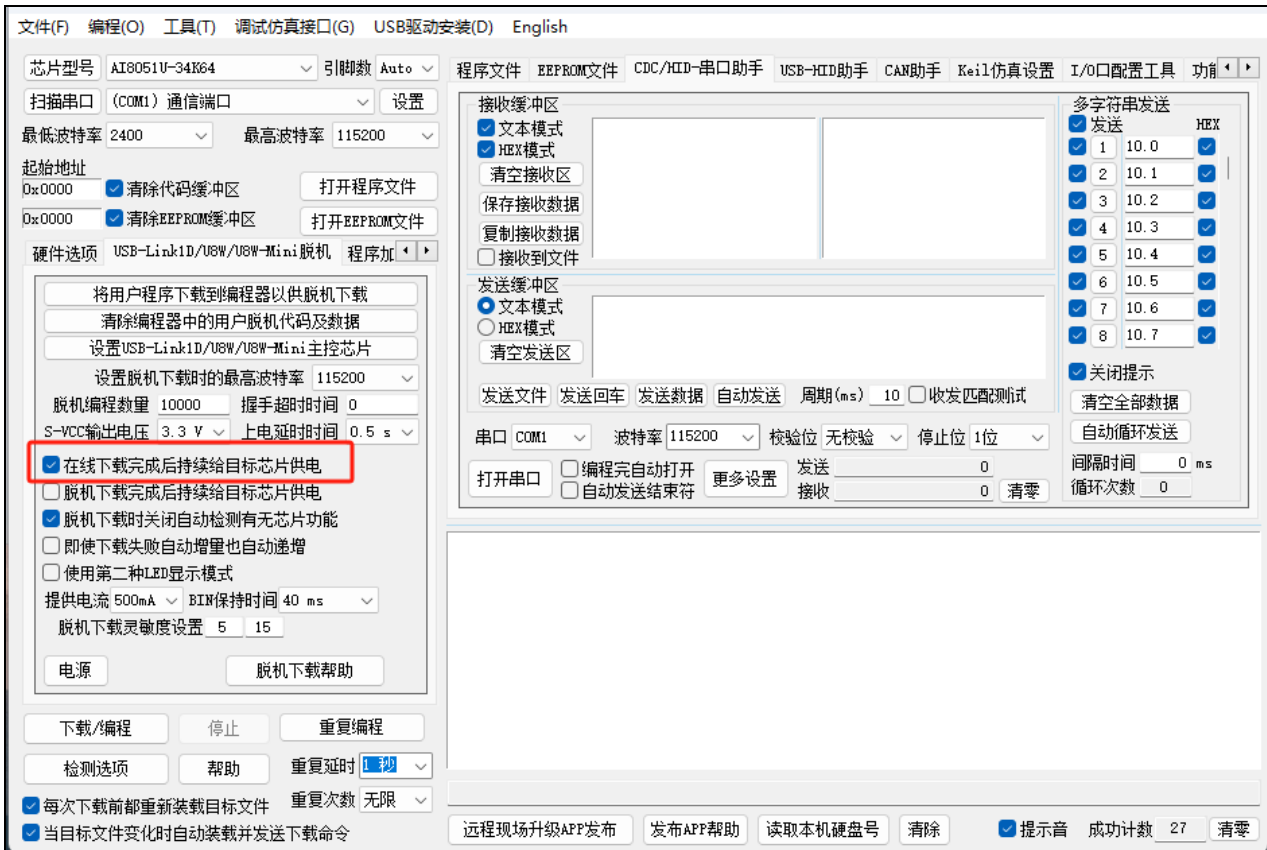 文件(F) 编程(O) 工具(T) 调试仿真接口(G) USB驱动安装(D) English
芯片型号 AI8051U-34K64 引脚数 Auto
扫描串口 (COM1) 通信端口 设置
最低波特率 2400 最高波特率 115200
起始地址
0x0000 清除代码缓冲区 打开程序文件
0x0000 清除EEPROM缓冲区 打开EEPROM文件
硬件选项 USB-Link1D/U8W/U8W-Mini脱机 程序加
将用户程序下载到编程器以供脱机下载
清除编程器中的用户脱机代码及数据
设置USB-Link1D/U8W/U8W-Mini主控芯片
设置脱机下载时的最高波特率 115200
脱机编程数量 10000 握手超时时间 0
S-VCC输出电压 3.3 V 上电延时时间 0.5 s
在线下载完成后持续给目标芯片供电
脱机下载完成后持续给目标芯片供电
脱机下载时关闭自动检测有无芯片功能
即使下载失败自动增量也自动递增
使用第二种LED显示模式
提供电流 500mA BIN保持时间 40 ms
脱机下载灵敏度设置 5 15
电源 脱机下载帮助
下载/编程 停止 重复编程
检测选项 帮助 重复延时 1 秒
每次下载前都重新装载目标文件 重复次数 无限
当目标文件变化时自动装载并发送下载命令
程序文件 EEPROM文件 CDC/HID-串口助手 USB-HID助手 CAN助手 Keil仿真设置 I/O口配置工具
接收缓冲区
文本模式
HEX模式
清空接收区
保存接收数据
复制接收数据
接收到文件
发送缓冲区
文本模式
HEX模式
清空发送区
发送文件 发送回车 发送数据 自动发送 周期(ms) 10 收发匹配测试
串口 COM1 波特率 115200 校验位 无校验 停止位 1位
打开串口 编程完自动打开 更多设置 发送 0
自动发送结束符 接收 0 清零
多字符串发送
发送 HEX
1 10.0
2 10.1
3 10.2
4 10.3
5 10.4
6 10.5
7 10.6
8 10.7
关闭提示
清空全部数据
自动循环发送
间隔时间 0 ms
循环次数 0
远程现场升级APP发布 发布APP帮助 读取本机硬盘号 清除 提示音 成功计数 27 清零